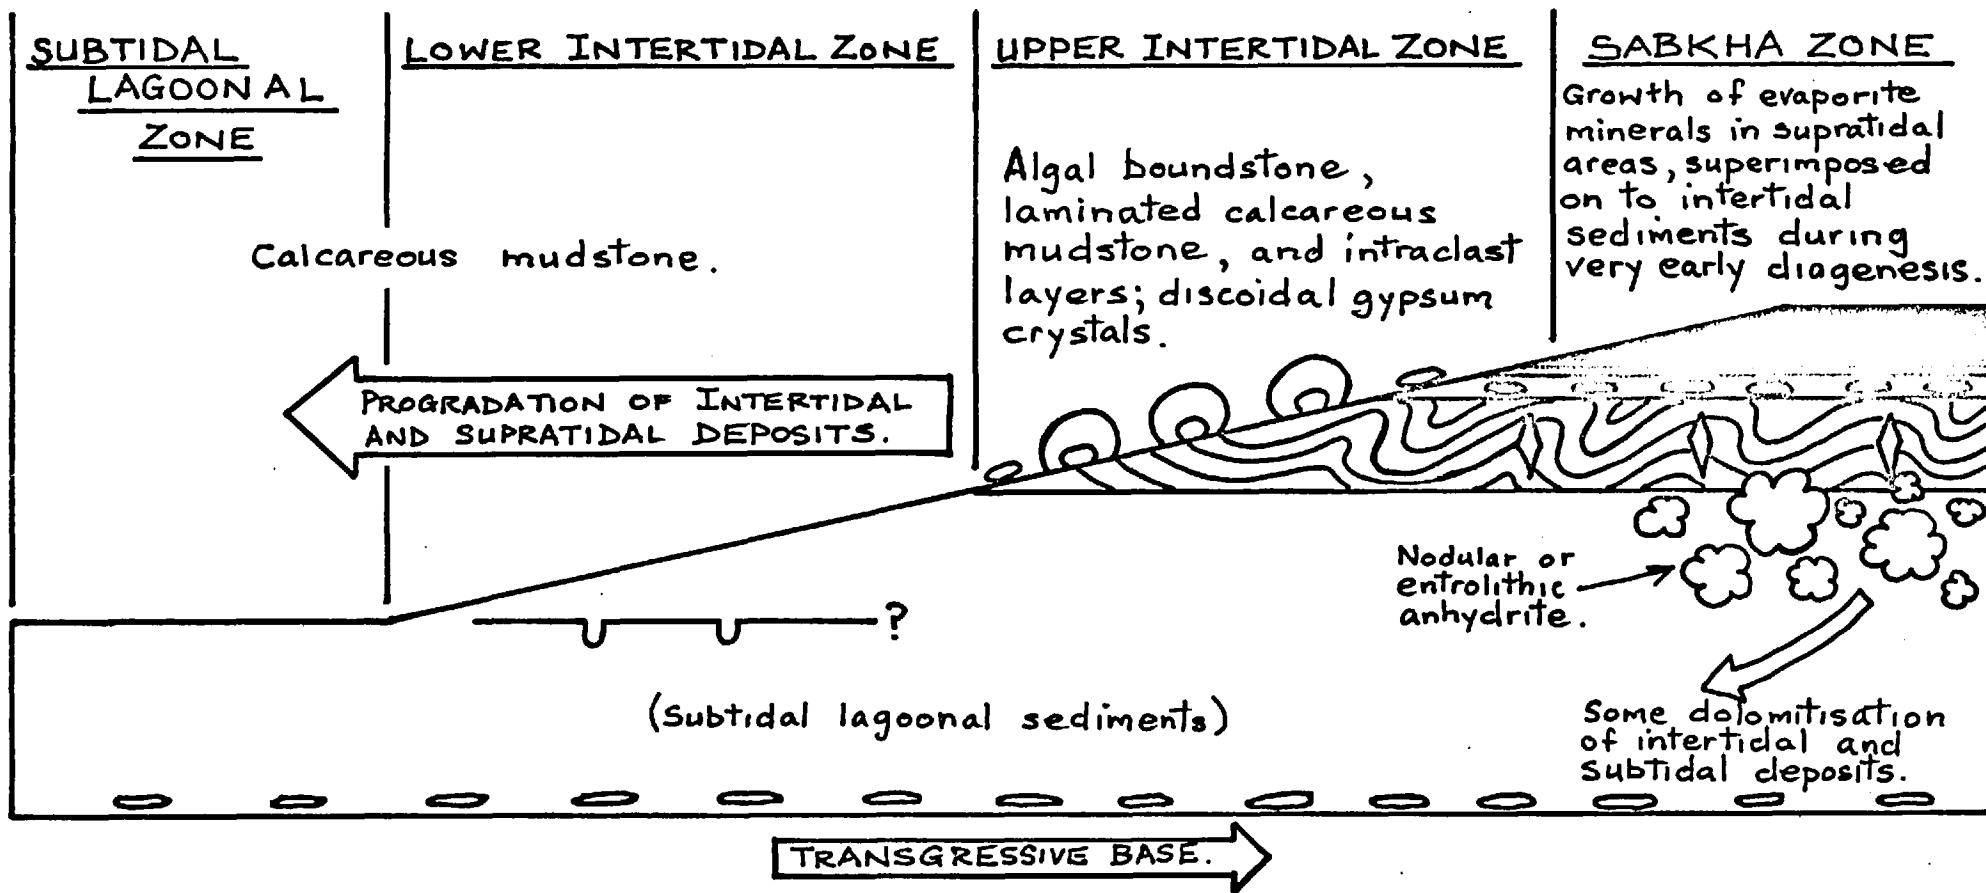 SUBTIDAL
LAGOONAL
ZONE
LOWER INTERTIDAL ZONE
UPPER INTERTIDAL ZONE
SABKHA ZONE
Calcareous mudstone.
Algal boundstone,
laminated calcareous
mudstone, and intraclast
layers; discoidal gypsum
crystals.
Growth of evaporite
minerals in supratidal
areas, superimposed
on to intertidal
sediments during
very early diagenesis.
PROGRADATION OF INTERTIDAL
AND SUPRATIDAL DEPOSITS.
?
Nodular or
entrolithic
anhydrite.
(Subtidal lagoonal sediments)
Some dolomitisation
of intertidal and
subtidal deposits.
TRANSGRESSIVE BASE.